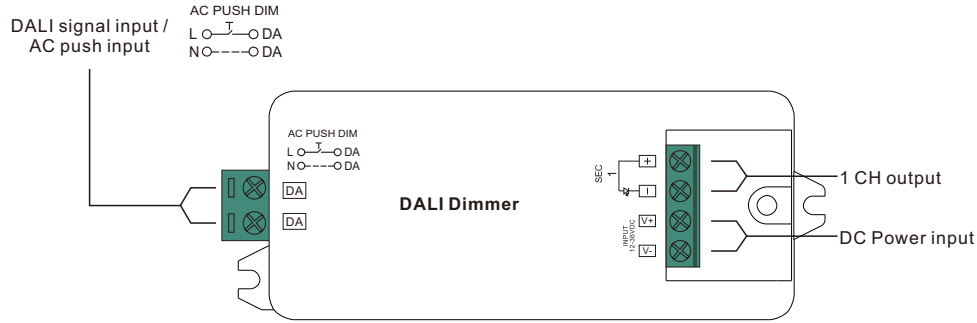 DALI signal input /
AC push input
AC PUSH DIM
L DA
N DA
AC PUSH DIM
L DA
N DA
DA
DA
DALI Dimmer
SEC
1
+
–
INPUT
12-36VDC
V+
V-
1 CH output
DC Power input